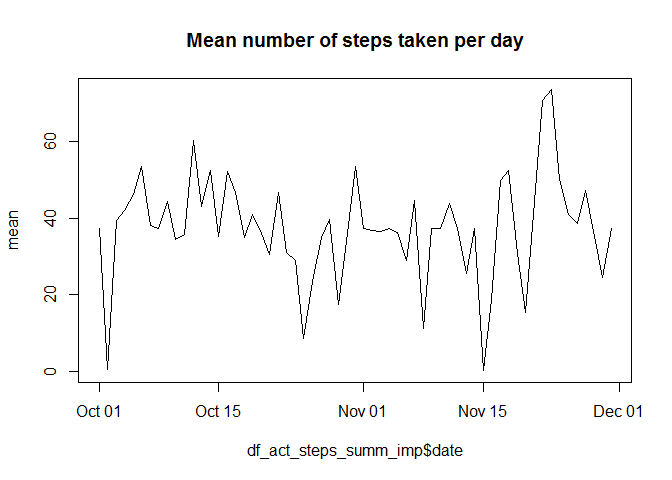 Mean number of steps taken per day
mean
60
40
20
0
Oct 01 Oct 15 Nov 01 Nov 15 Dec 01
df_act_steps_summ_imp$date